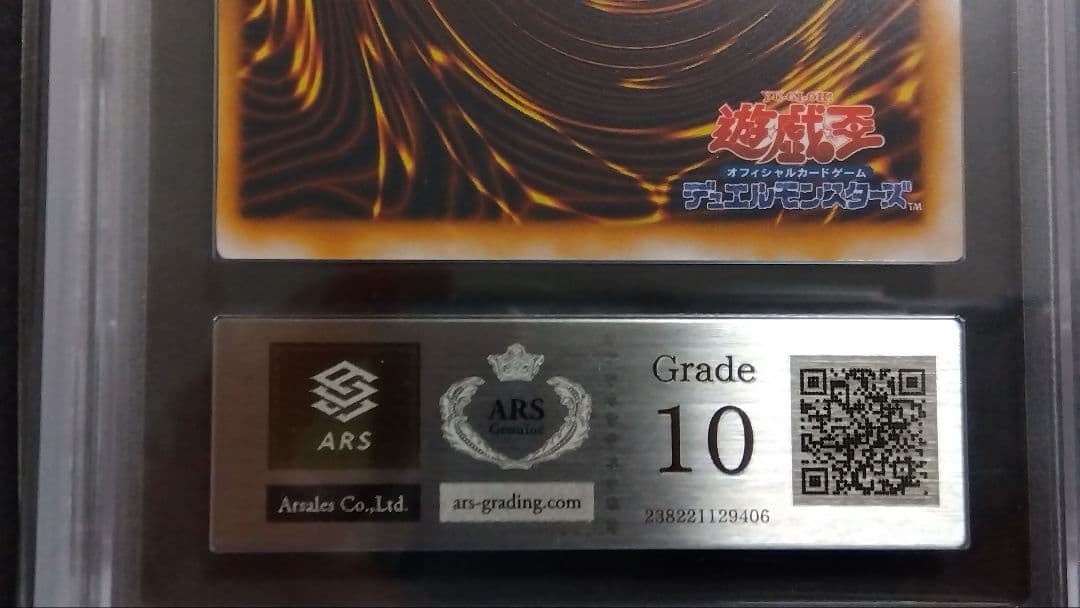 YU-GI-OH!
遊戯王
オフィシャルカードゲーム
デュエルモンスターズ™
ARS
Arsales Co.,Ltd.
ARS
Genuine
ars-grading.com
Grade
10
238221129406